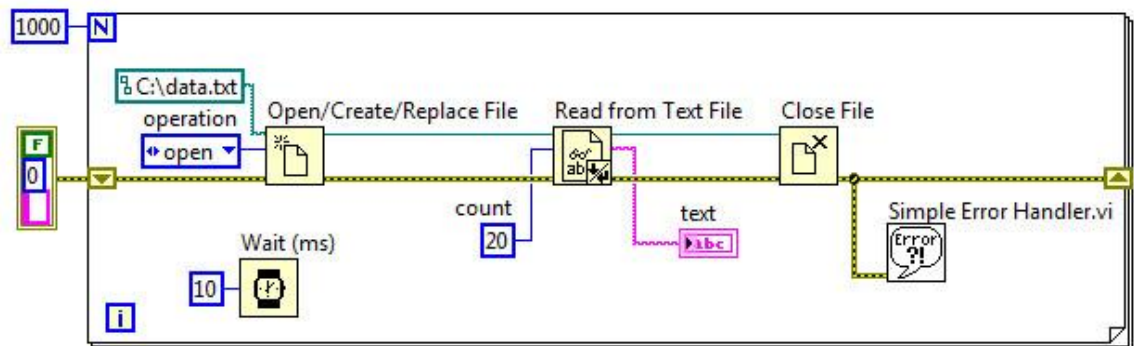 1000
N
C:\data.txt
Open/Create/Replace File
Read from Text File
Close File
operation
open
F
0
count
20
text
abc
Simple Error Handler.vi
Error
?!
Wait (ms)
10
i
ab